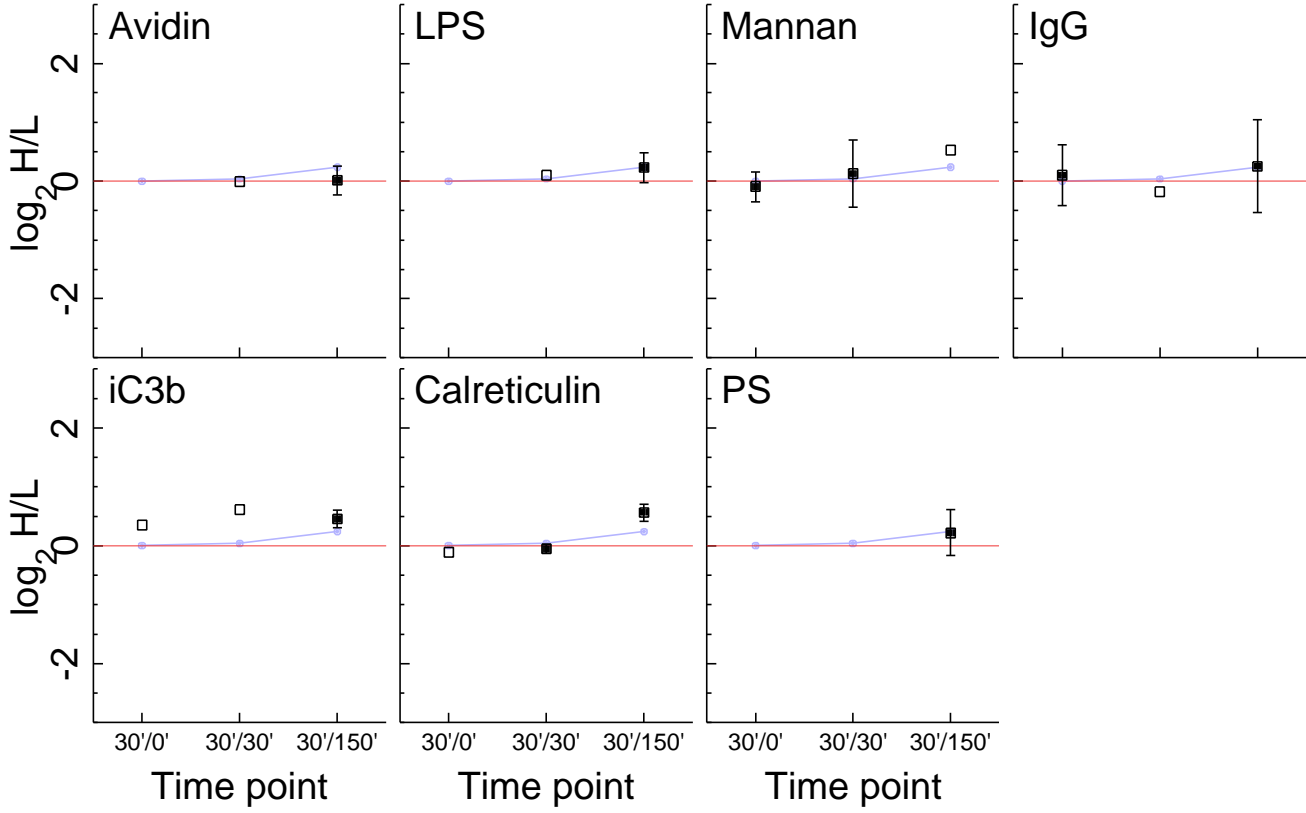 Avidin
LPS
Mannan
IgG
log2 H/L
2
0
-2
iC3b
Calreticulin
PS
log2 H/L
2
0
-2
30'/0' 30'/30' 30'/150'
30'/0' 30'/30' 30'/150'
30'/0' 30'/30' 30'/150'
Time point
Time point
Time point